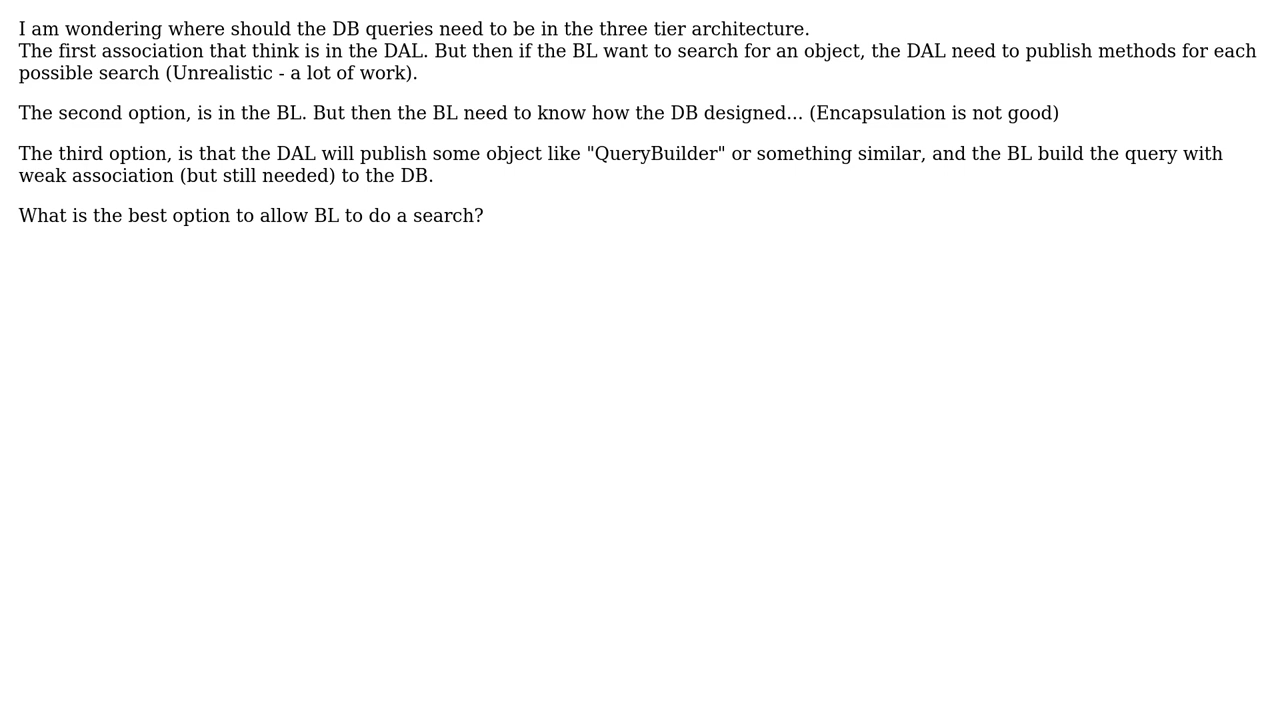 I am wondering where should the DB queries need to be in the three tier architecture.
The first association that think is in the DAL. But then if the BL want to search for an object, the DAL need to publish methods for each
possible search (Unrealistic - a lot of work).
The second option, is in the BL. But then the BL need to know how the DB designed... (Encapsulation is not good)
The third option, is that the DAL will publish some object like "QueryBuilder" or something similar, and the BL build the query with
weak association (but still needed) to the DB.
What is the best option to allow BL to do a search?